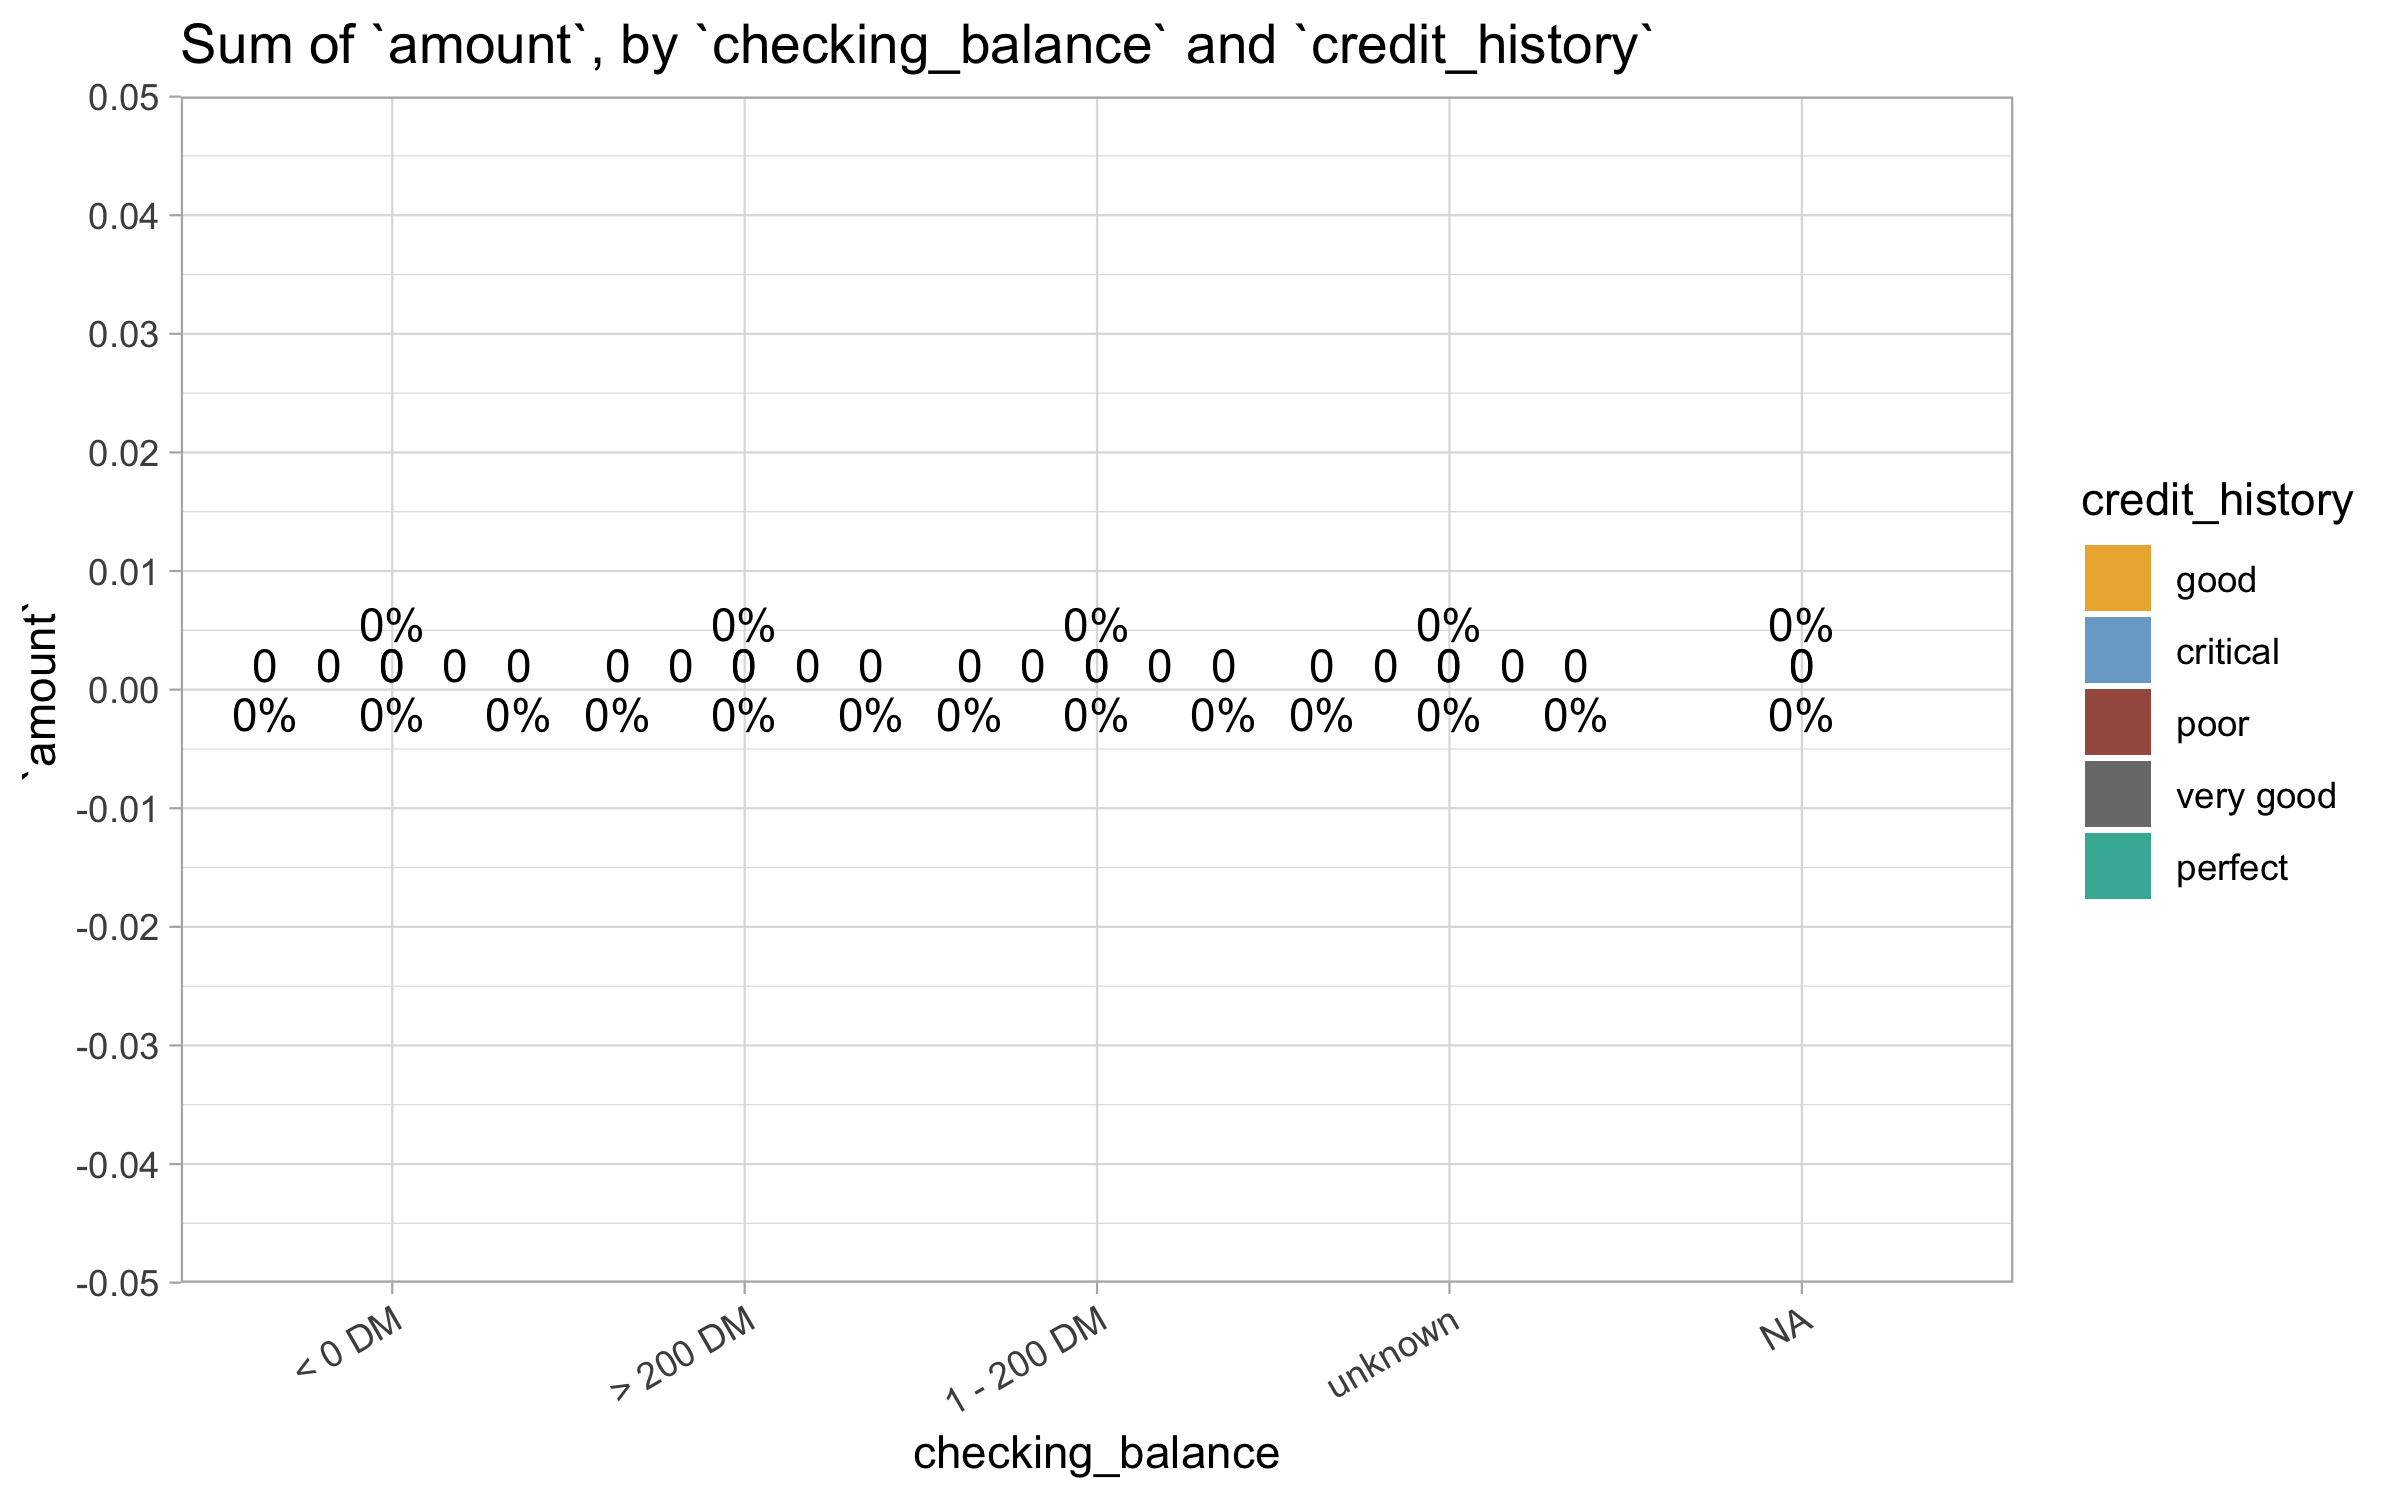 Sum of `amount`, by `checking_balance` and `credit_history`
0.05
0.04
0.03
0.02
0.01
0.00
-0.01
-0.02
-0.03
-0.04
-0.05
`amount`
0% 0% 0% 0% 0%
0 0 0 0 0 0 0 0 0 0 0 0 0 0 0 0 0 0 0 0 0
0% 0% 0% 0% 0% 0% 0% 0% 0% 0% 0% 0% 0%
< 0 DM
> 200 DM
1 - 200 DM
unknown
NA
checking_balance
credit_history
good
critical
poor
very good
perfect